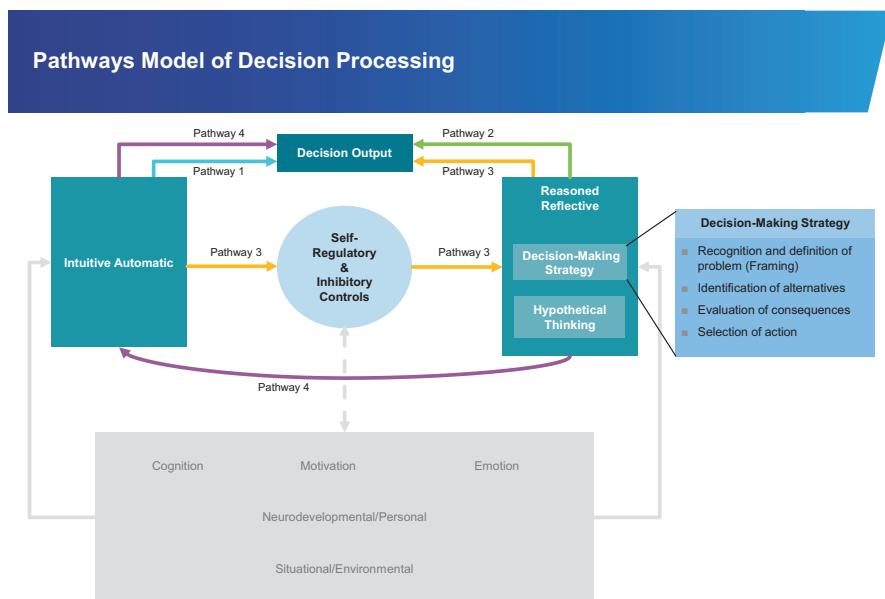 Pathways Model of Decision Processing
Pathway 4
Pathway 2
Decision Output
Pathway 1
Pathway 3
Reasoned
Reflective
Intuitive Automatic
Pathway 3
Self-
Regulatory
&
Inhibitory
Controls
Pathway 3
Decision-Making
Strategy
Hypothetical
Thinking
Decision-Making Strategy
Recognition and definition of
problem (Framing)
Identification of alternatives
Evaluation of consequences
Selection of action
Pathway 4
Cognition
Motivation
Emotion
Neurodevelopmental/Personal
Situational/Environmental